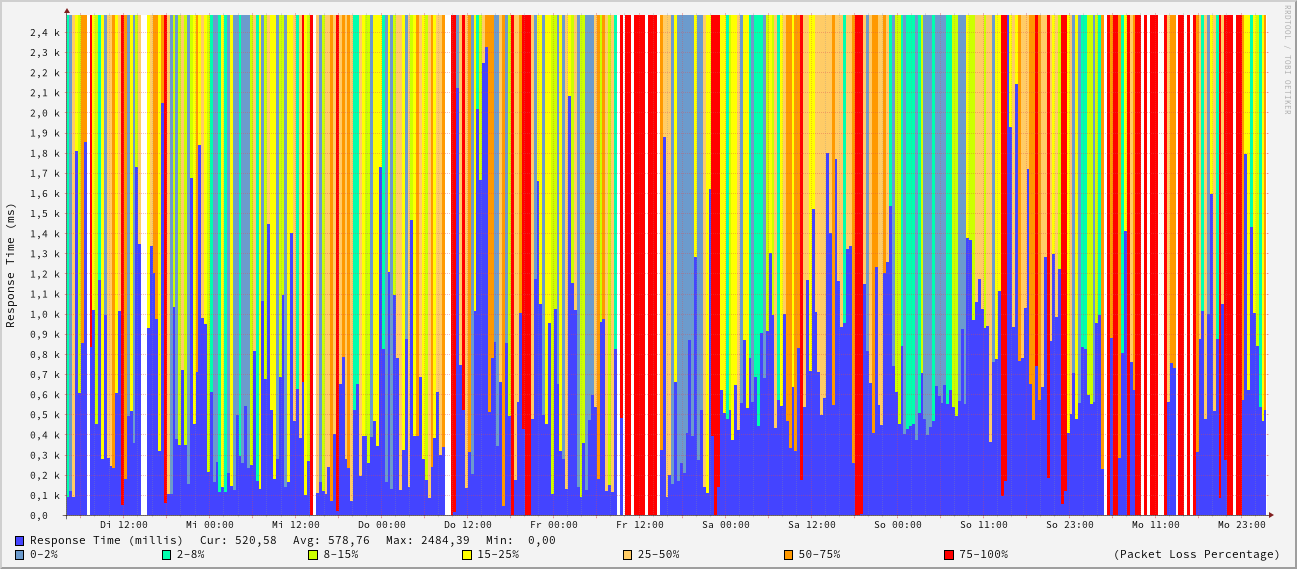 RRDTOOL / TOBI OETIKER
Response Time (ms)
2,4 k
2,3 k
2,2 k
2,1 k
2,0 k
1,9 k
1,8 k
1,7 k
1,6 k
1,5 k
1,4 k
1,3 k
1,2 k
1,1 k
1,0 k
0,9 k
0,8 k
0,7 k
0,6 k
0,5 k
0,4 k
0,3 k
0,2 k
0,1 k
0,0
Di 12:00 Mi 00:00 Mi 12:00 Do 00:00 Do 12:00 Fr 00:00 Fr 12:00 Sa 00:00 Sa 12:00 So 00:00 So 11:00 So 23:00 Mo 11:00 Mo 23:00
Response Time (millis) Cur: 520,58 Avg: 578,76 Max: 2484,39 Min: 0,00
0-2% 2-8% 8-15% 15-25% 25-50% 50-75% 75-100% (Packet Loss Percentage)